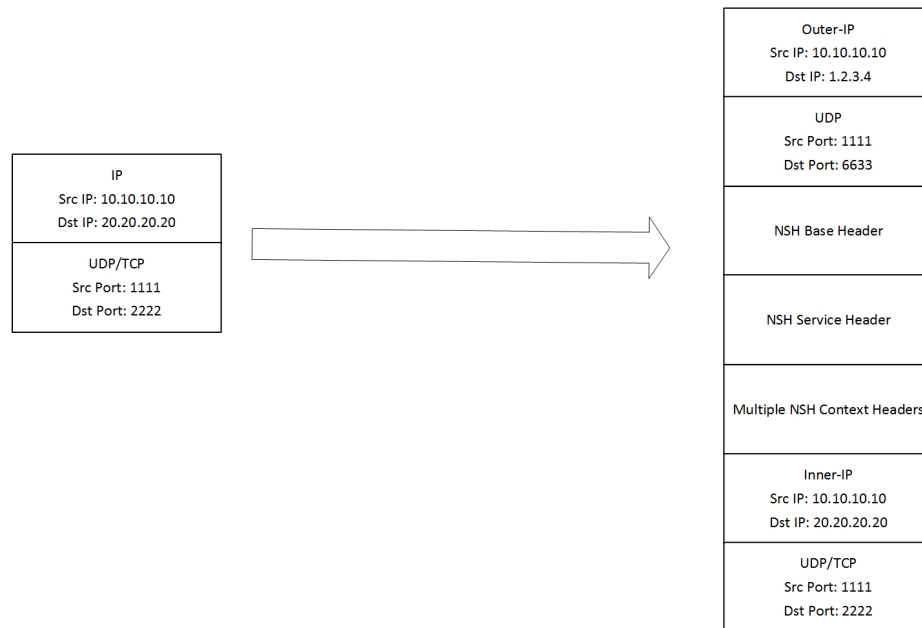 IP
Src IP: 10.10.10.10
Dst IP: 20.20.20.20
UDP/TCP
Src Port: 1111
Dst Port: 2222
Outer-IP
Src IP: 10.10.10.10
Dst IP: 1.2.3.4
UDP
Src Port: 1111
Dst Port: 6633
NSH Base Header
NSH Service Header
Multiple NSH Context Headers
Inner-IP
Src IP: 10.10.10.10
Dst IP: 20.20.20.20
UDP/TCP
Src Port: 1111
Dst Port: 2222